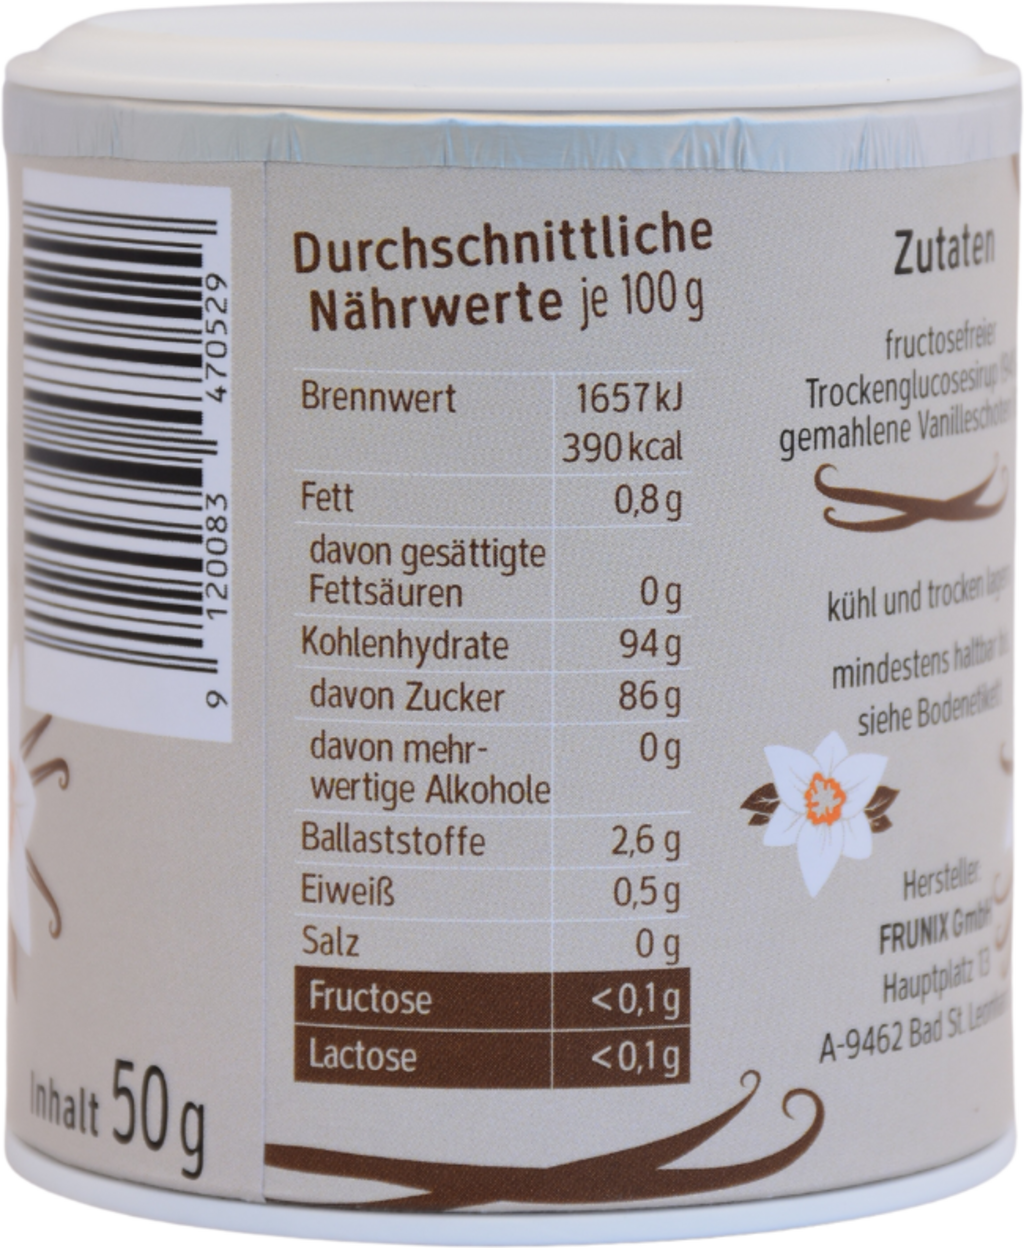 9 120083 470529
Inhalt 50 g
Durchschnittliche
Nährwerte je 100 g
Brennwert 1657 kJ
390 kcal
Fett 0,8 g
davon gesättigte
Fettsäuren 0 g
Kohlenhydrate 94 g
davon Zucker 86 g
davon mehr- 0 g
wertige Alkohole
Ballaststoffe 2,6 g
Eiweiß 0,5 g
Salz 0 g
Fructose <0,1 g
Lactose <0,1 g
Zutaten
fructosefreier
Trockenglucosesirup
gemahlene
kühl und trocken
mindestens haltbar
siehe
Hersteller:
FRUNIX GmbH
Hauptplatz 13
A-9462 Bad St.